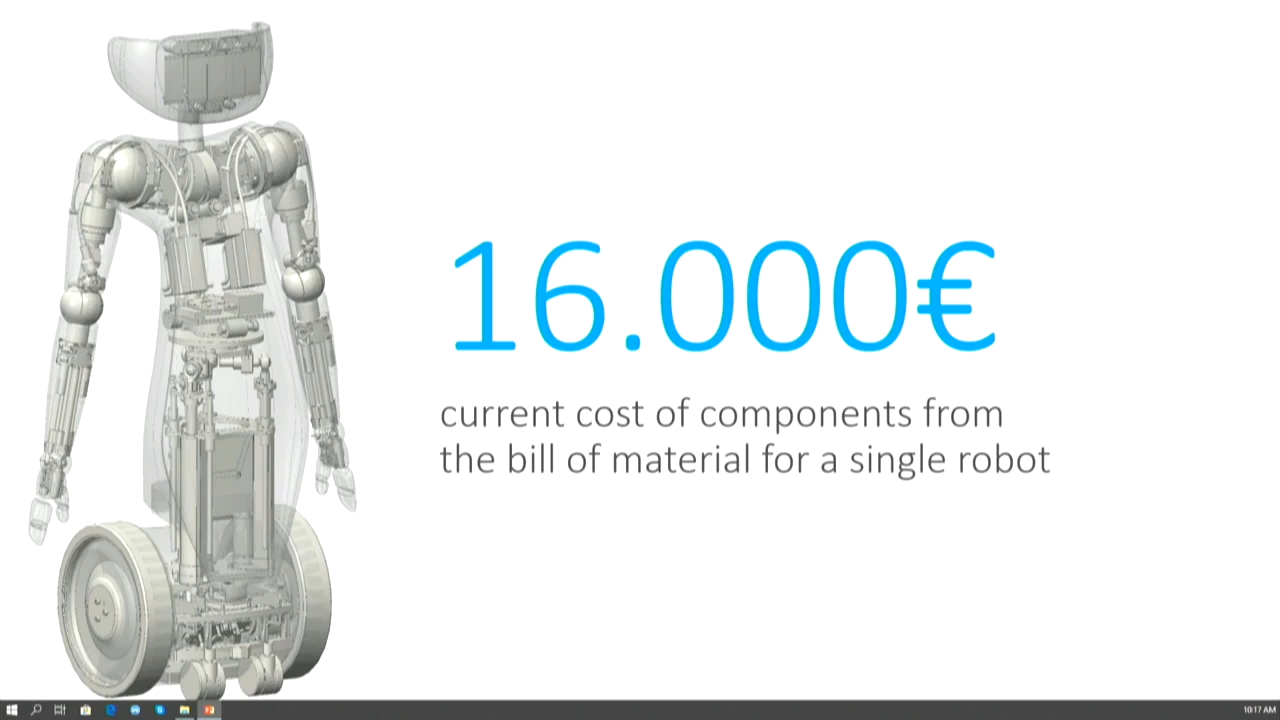 16.000€
current cost of components from
the bill of material for a single robot
10:17 AM